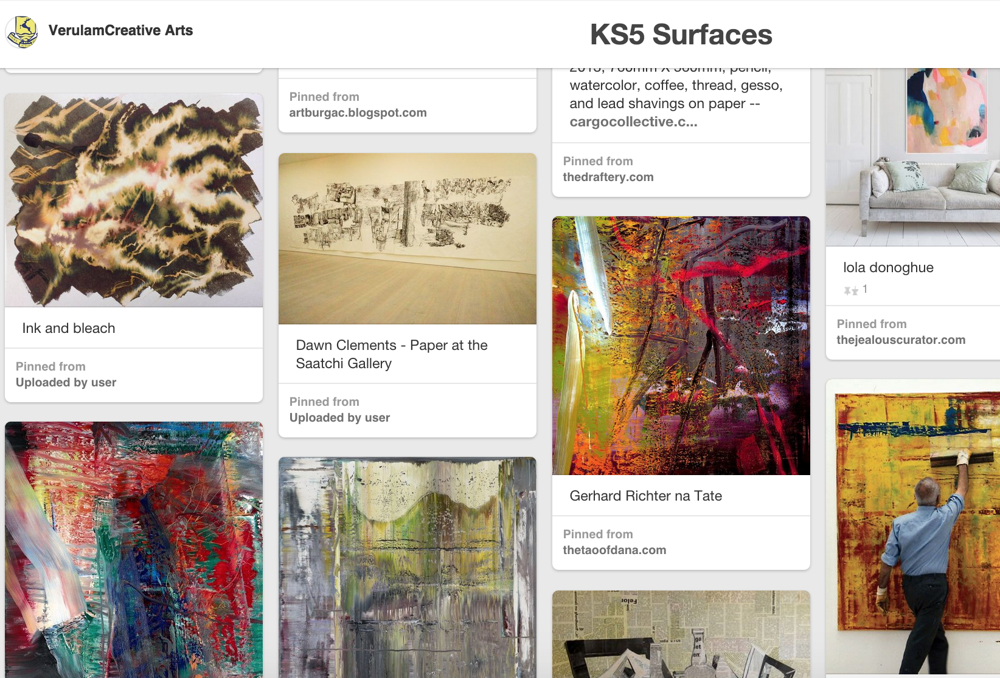 VerulamCreative Arts
KS5 Surfaces
Ink and bleach
Pinned from
Uploaded by user
Pinned from
artburgac.blogspot.com
Dawn Clements - Paper at the
Saatchi Gallery
Pinned from
Uploaded by user
pencil,
watercolor, coffee, thread, gesso,
and lead shavings on paper --
cargocollective.c...
Pinned from
thedraftery.com
Gerhard Richter na Tate
Pinned from
thetaoofdana.com
lola donoghue
1
Pinned from
thejealouscurator.com